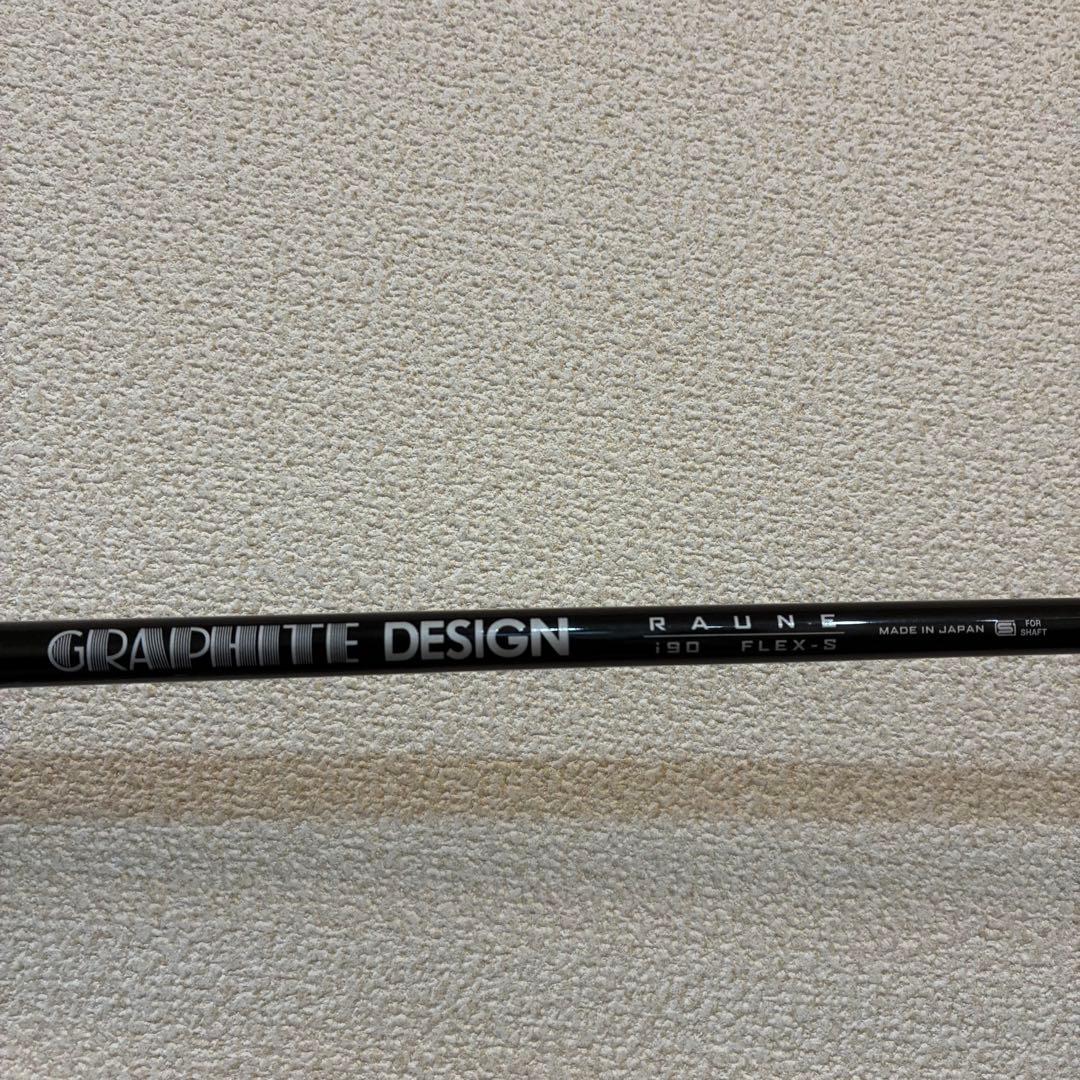 GRAPHITE DESIGN
RAUNE
i90 FLEX-S
MADE IN JAPAN
FOR
SHAFT